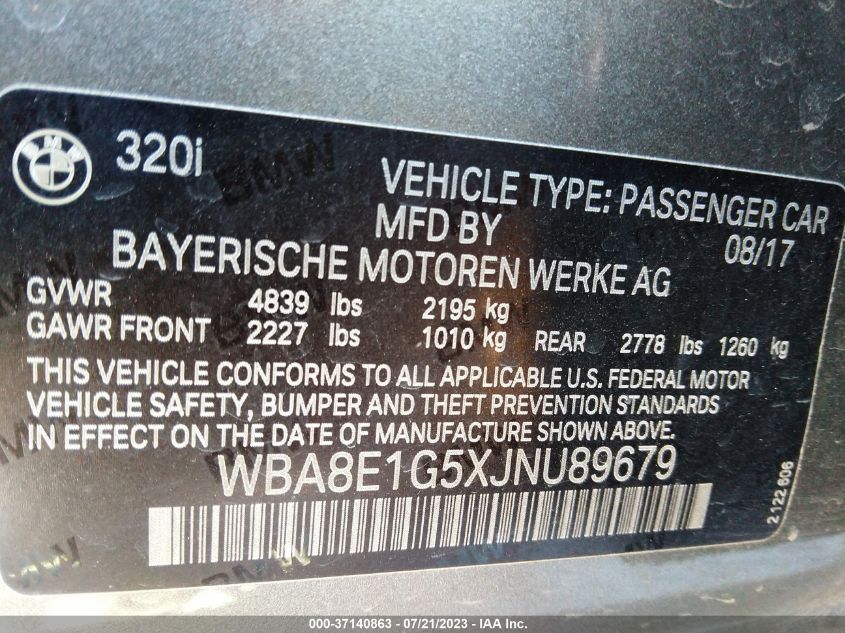 BMW 320i
VEHICLE TYPE: PASSENGER CAR
MFD BY 08/17
BAYERISCHE MOTOREN WERKE AG
GVWR 4839 lbs 2195 kg
GAWR FRONT 2227 lbs 1010 kg REAR 2778 lbs 1260 kg
THIS VEHICLE CONFORMS TO ALL APPLICABLE U.S. FEDERAL MOTOR
VEHICLE SAFETY, BUMPER AND THEFT PREVENTION STANDARDS
IN EFFECT ON THE DATE OF MANUFACTURE SHOWN ABOVE.
WBA8E1G5XJNU89679
2 122 606
000-37140863 / 07/21/2023 - © IAA, Inc.